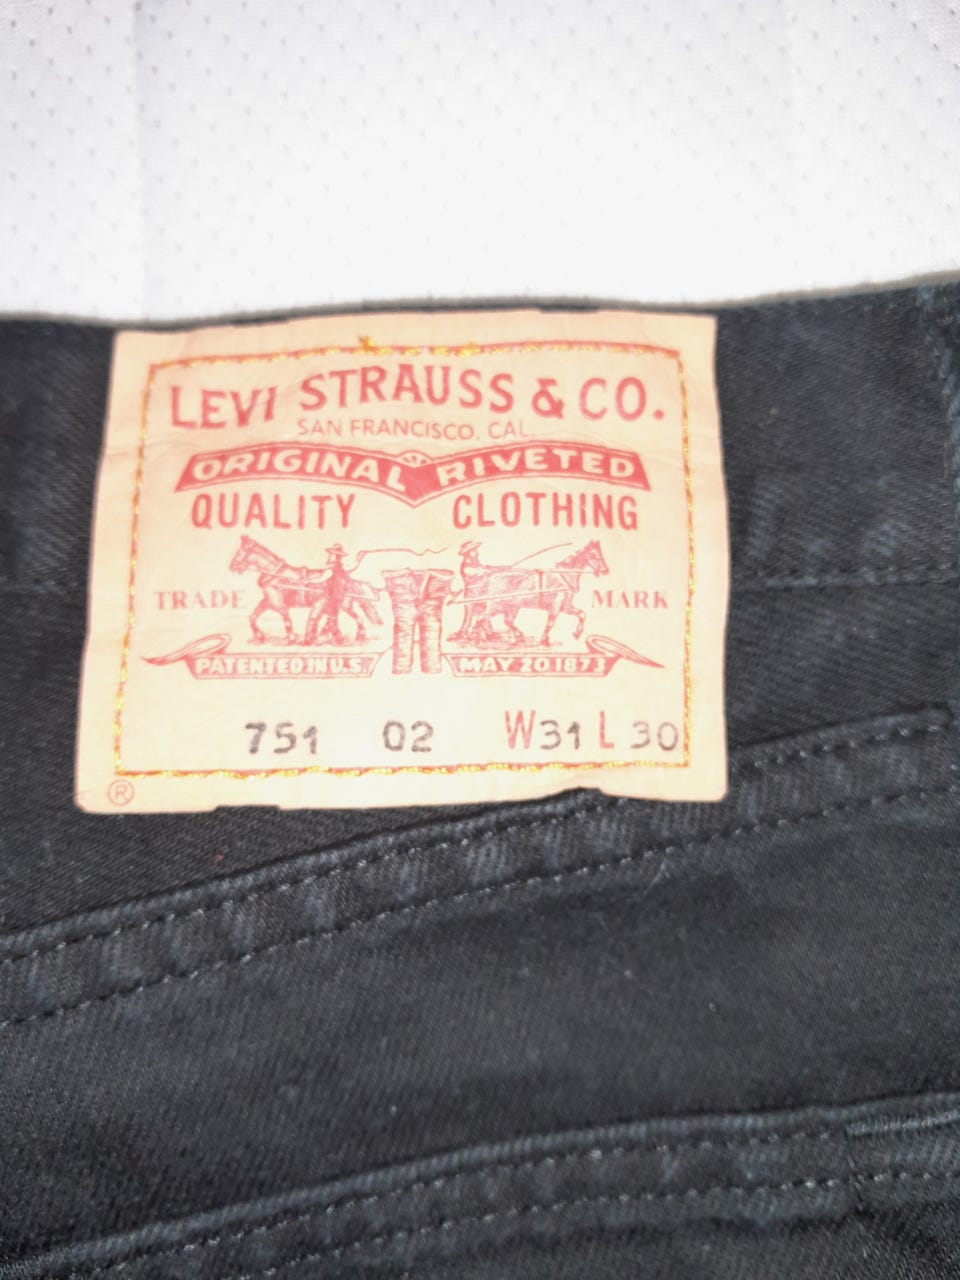 LEVI STRAUSS & CO.
SAN FRANCISCO, CAL.
ORIGINAL RIVETED
QUALITY CLOTHING
TRADE MARK
PATENTED IN U.S. MAY 20 1873
751 02 W31 L 30
®